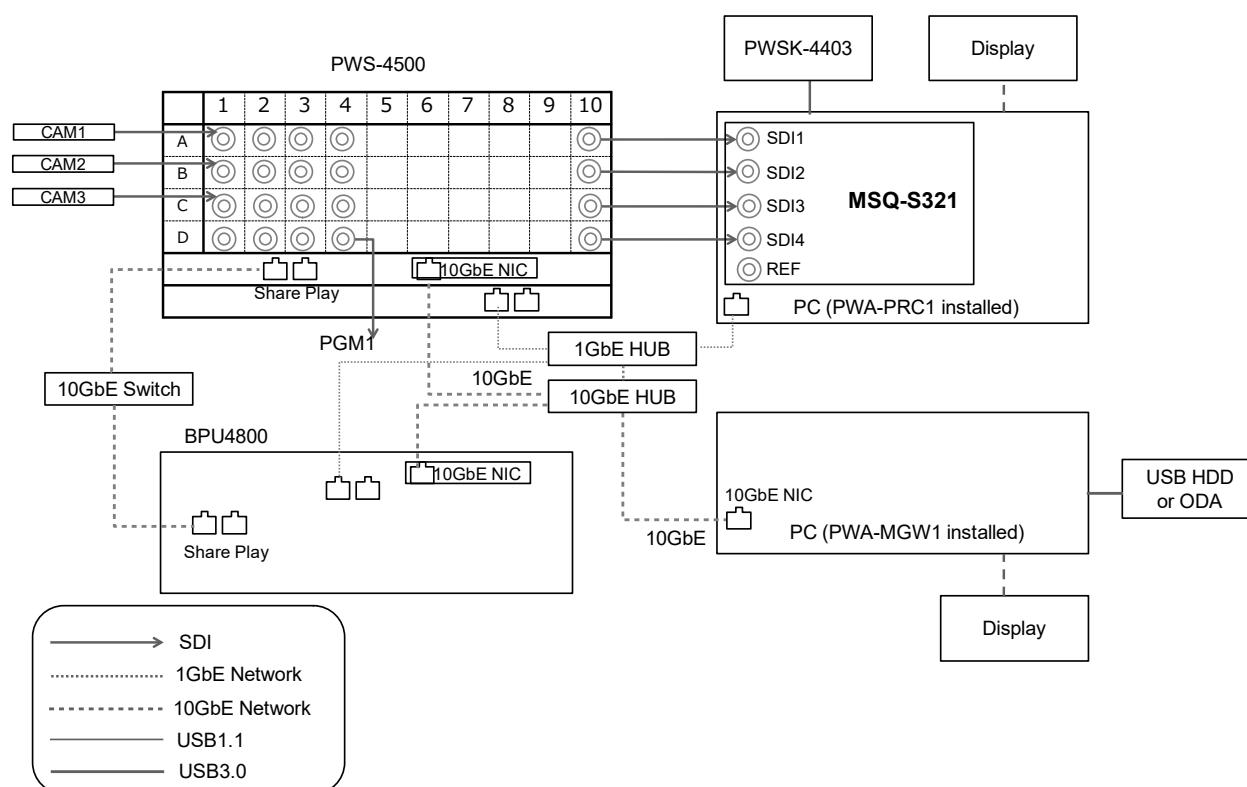 PWS-4500
1 2 3 4 5 6 7 8 9 10
A
B
C
D
CAM1
CAM2
CAM3
Share Play
10GbE NIC
PGM1
PWSK-4403
Display
SDI1
SDI2
SDI3
SDI4
REF
MSQ-S321
PC (PWA-PRC1 installed)
1GbE HUB
10GbE
10GbE HUB
10GbE Switch
BPU4800
10GbE NIC
Share Play
10GbE NIC
10GbE
PC (PWA-MGW1 installed)
USB HDD
or ODA
Display
SDI
1GbE Network
10GbE Network
USB1.1
USB3.0